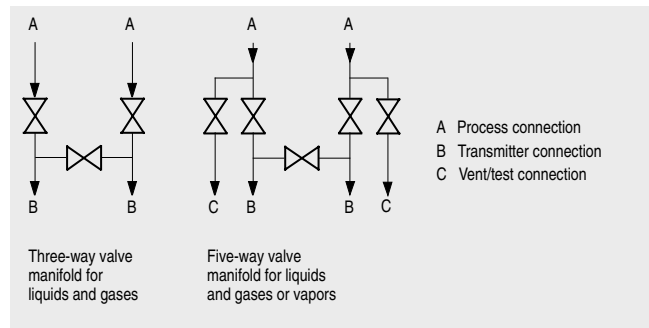 A A A A
A Process connection
B Transmitter connection
C Vent/test connection
B B C B B C
Three-way valve
manifold for
liquids and gases
Five-way valve
manifold for liquids
and gases or vapors